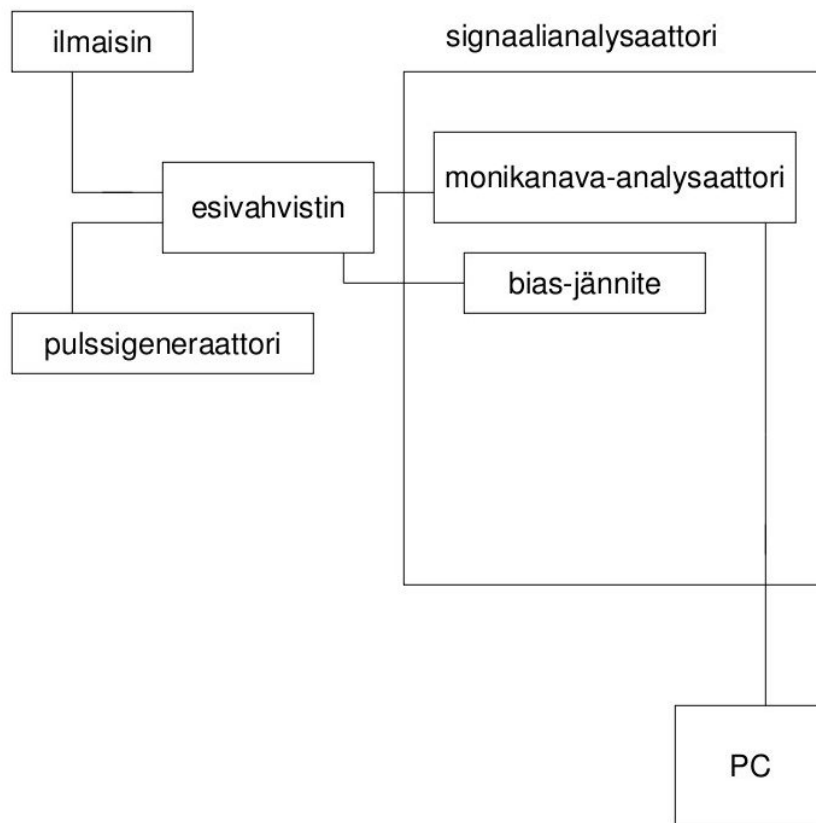 ilmaisin
signaalianalysaattori
monikanava-analysaattori
esivahvistin
bias-jännite
pulssigeneraattori
PC